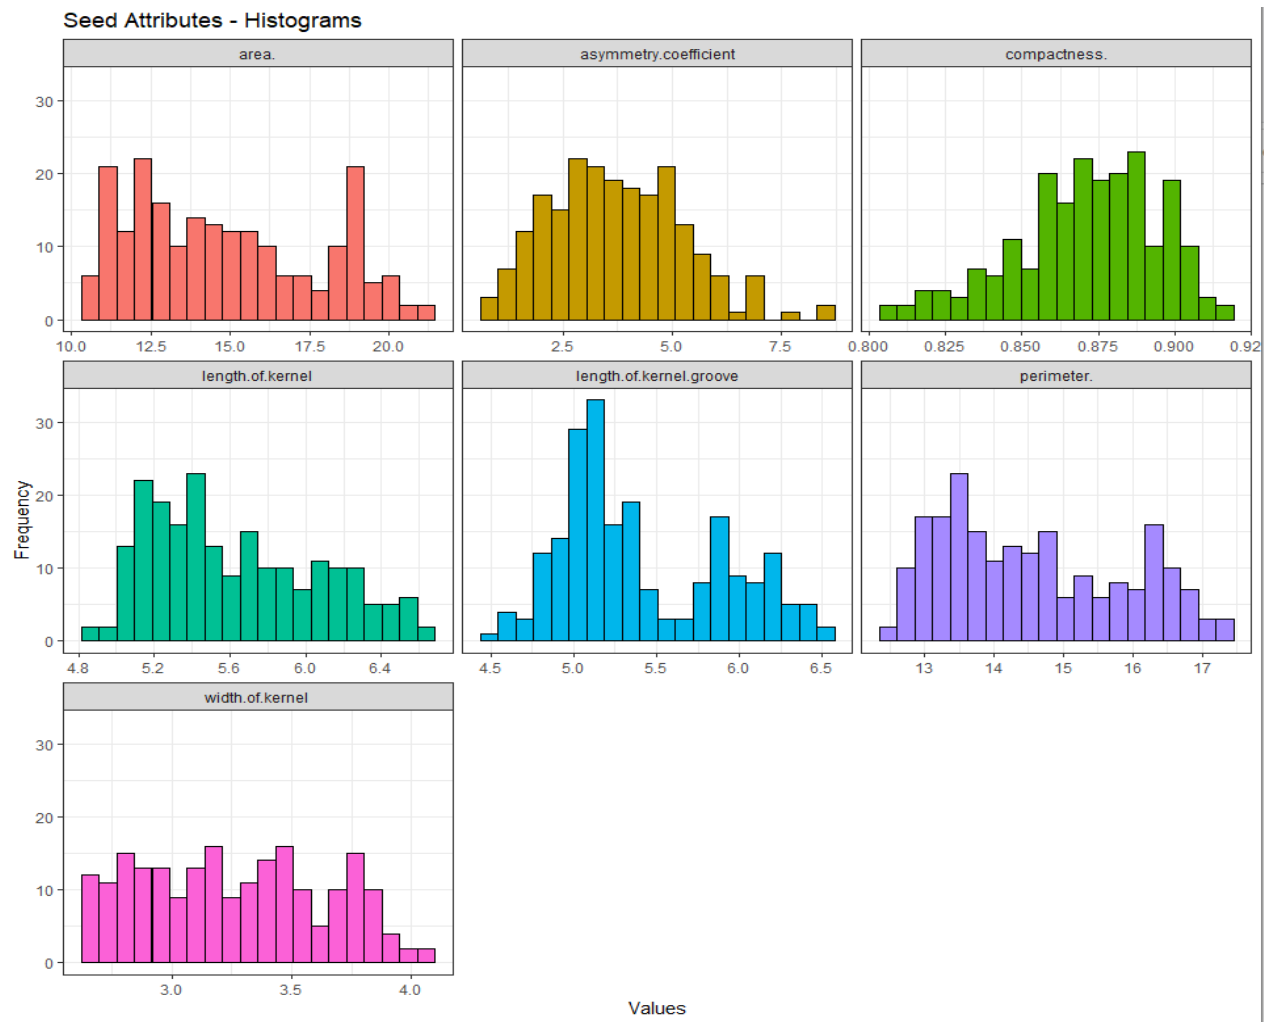 Seed Attributes - Histograms
area. asymmetry.coefficient compactness.
30
20
10
0
10.0 12.5 15.0 17.5 20.0 2.5 5.0 7.5 0.800 0.825 0.850 0.875 0.900 0.92
length.of.kernel length.of.kernel.groove perimeter.
30
20
10
0
4.8 5.2 5.6 6.0 6.4 4.5 5.0 5.5 6.0 6.5 13 14 15 16 17
Frequency
width.of.kernel
30
20
10
0
3.0 3.5 4.0
Values